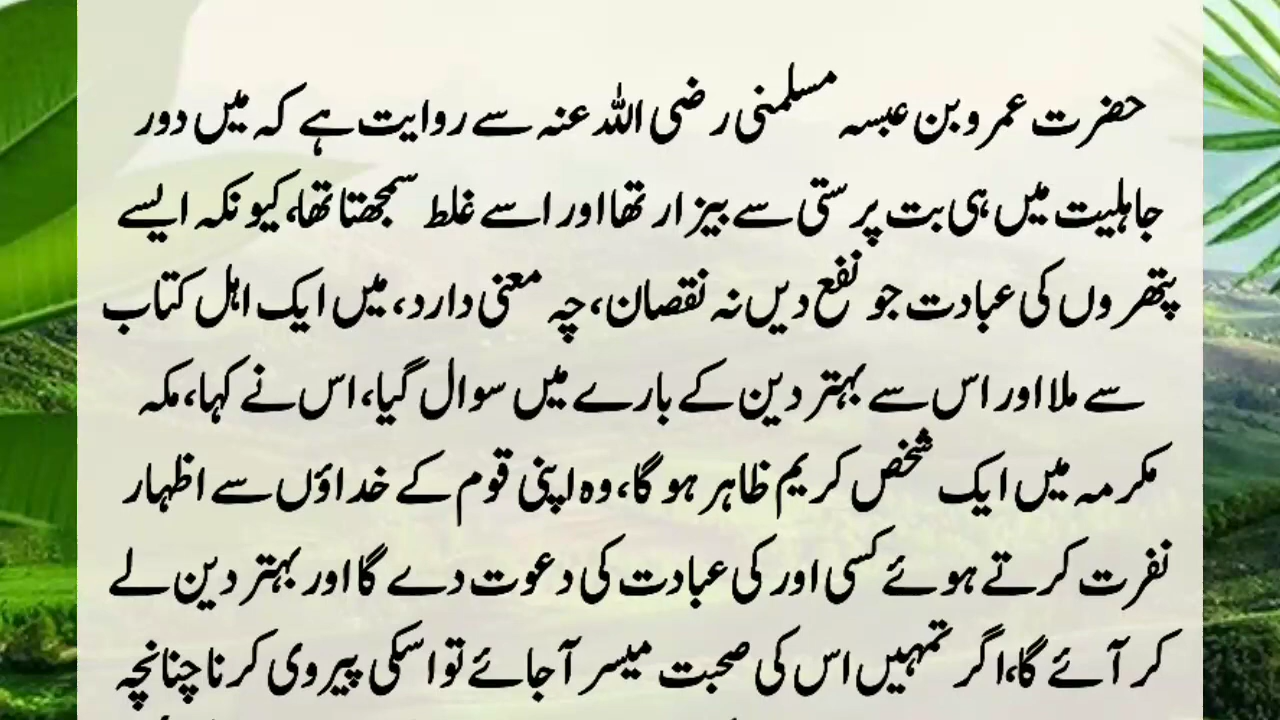 حضرت عمرو بن عبسہ مسلمنی رضی اللہ عنہ سے روایت ہے کہ میں دور
جاہلیت میں ہی بت پرستی سے بیزار تھا اور اسے غلط سمجھتا تھا، کیونکہ ایسے
پتھروں کی عبادت جو نفع دیں نہ نقصان، چہ معنی دارد، میں ایک اہل کتاب
سے ملا اور اس سے بہتر دین کے بارے میں سوال گیا، اس نے کہا، مکہ
مکرمہ میں ایک شخص کریم ظاہر ہو گا، وہ اپنی قوم کے خداؤں سے اظہار
نفرت کرتے ہوئے کسی اور کی عبادت کی دعوت دے گا اور بہتر دین لے
کر آئے گا، اگر تمہیں اس کی صحبت میسر آجائے تو اسکی پیروی کرنا چنانچہ